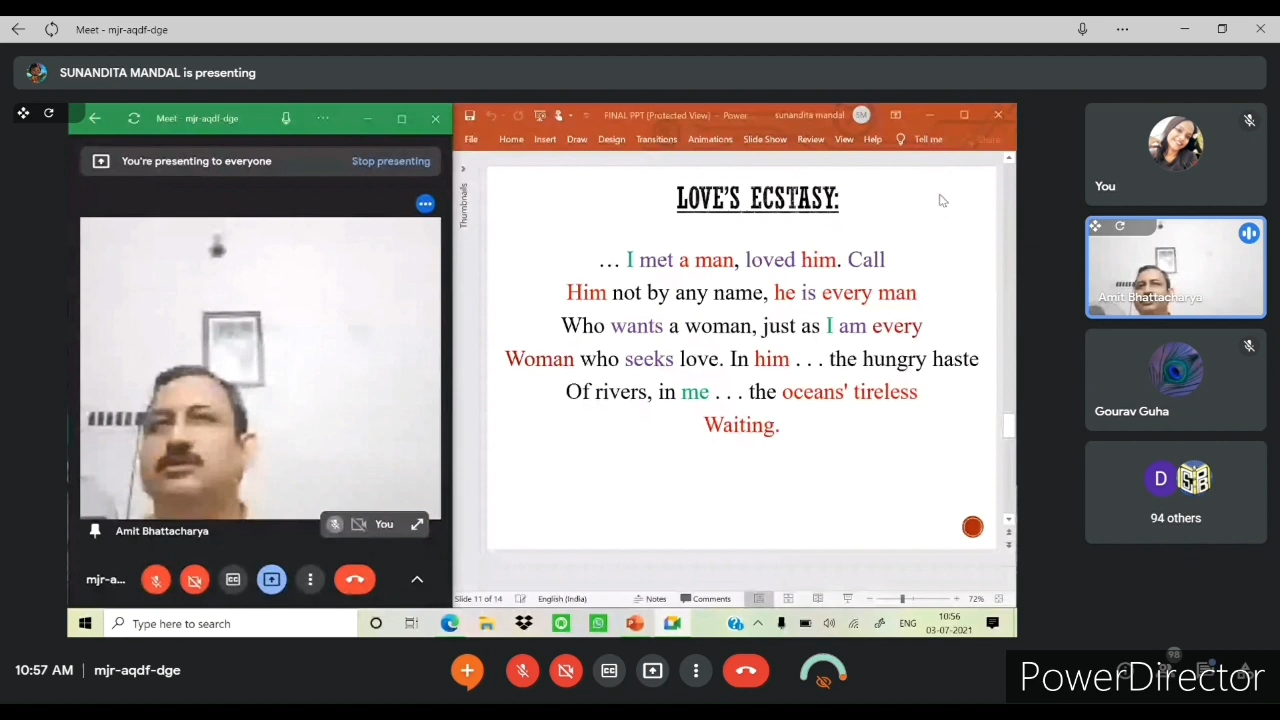 Meet - mjr-aqdf-dge
SUNANDITA MANDAL is presenting
Meet mjr-aqdf-dge
You're presenting to everyone
Stop presenting
Amit Bhattacharya
You
mjr-a...
Type here to search
FINAL PPT [Protected View] - Power...
sunandita mandal
SM
File Home Insert Draw Design Transitions Animations Slide Show Review View Help Tell me Share
Thumbnails
LOVE'S ECSTASY:
… I met a man, loved him. Call
Him not by any name, he is every man
Who wants a woman, just as I am every
Woman who seeks love. In him . . . the hungry haste
Of rivers, in me . . . the oceans' tireless
Waiting.
Slide 11 of 14
English (India)
Notes
Comments
72%
ENG
10:56
03-07-2021
You
Amit Bhattacharya
Gourav Guha
D
94 others
10:57 AM | mjr-aqdf-dge
98
PowerDirector